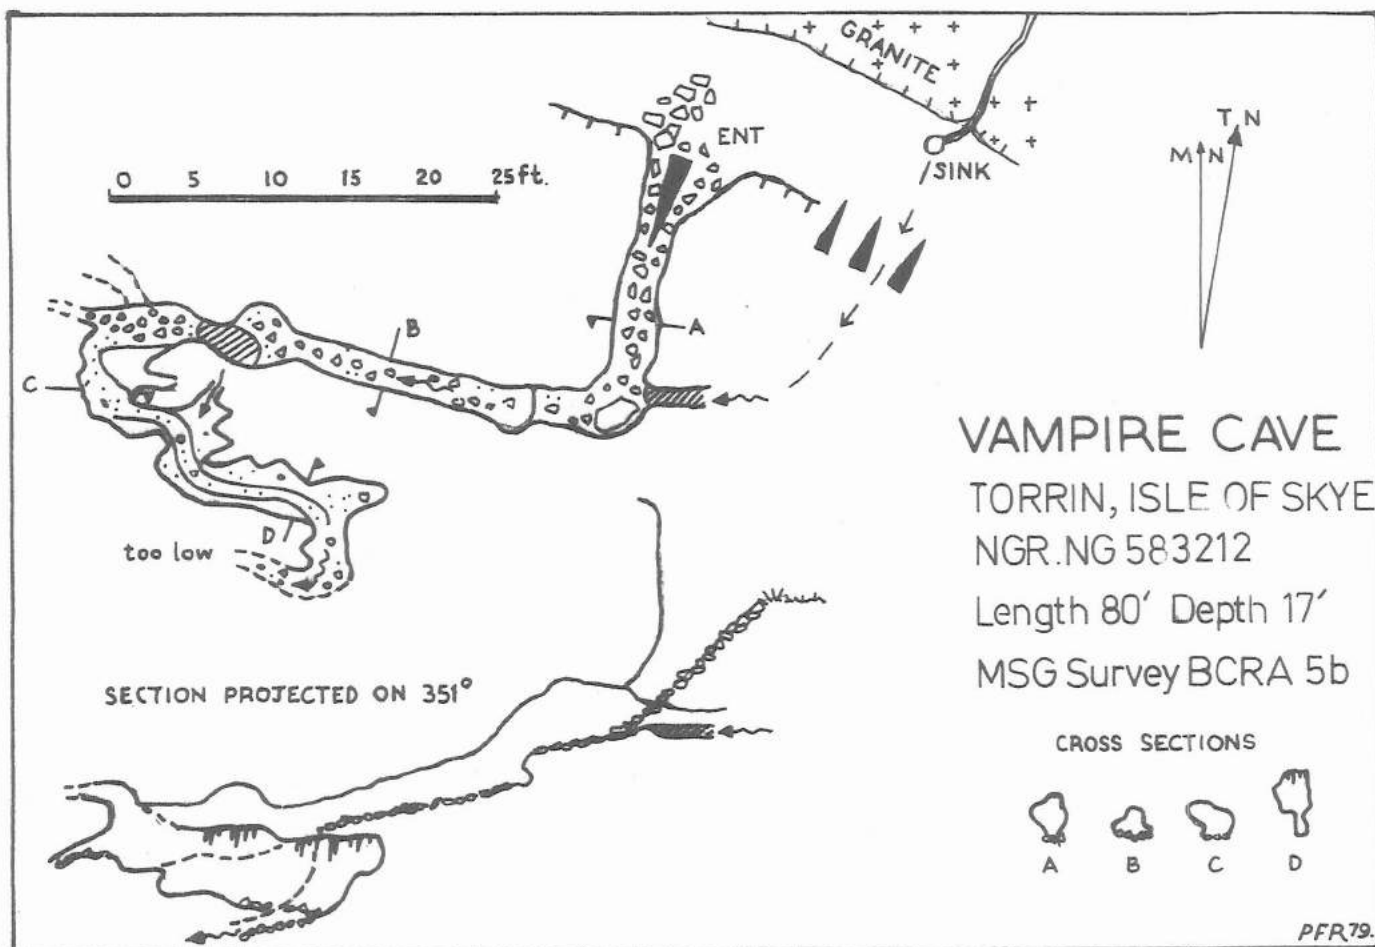 GRANITE
ENT
SINK
T N
M N
0 5 10 15 20 25ft.
A
B
C
D
too low
VAMPIRE CAVE
TORRIN, ISLE OF SKYE
NGR.NG 583212
Length 80' Depth 17'
MSG Survey BCRA 5b
SECTION PROJECTED ON 351°
CROSS SECTIONS
A B C D
PFR79.